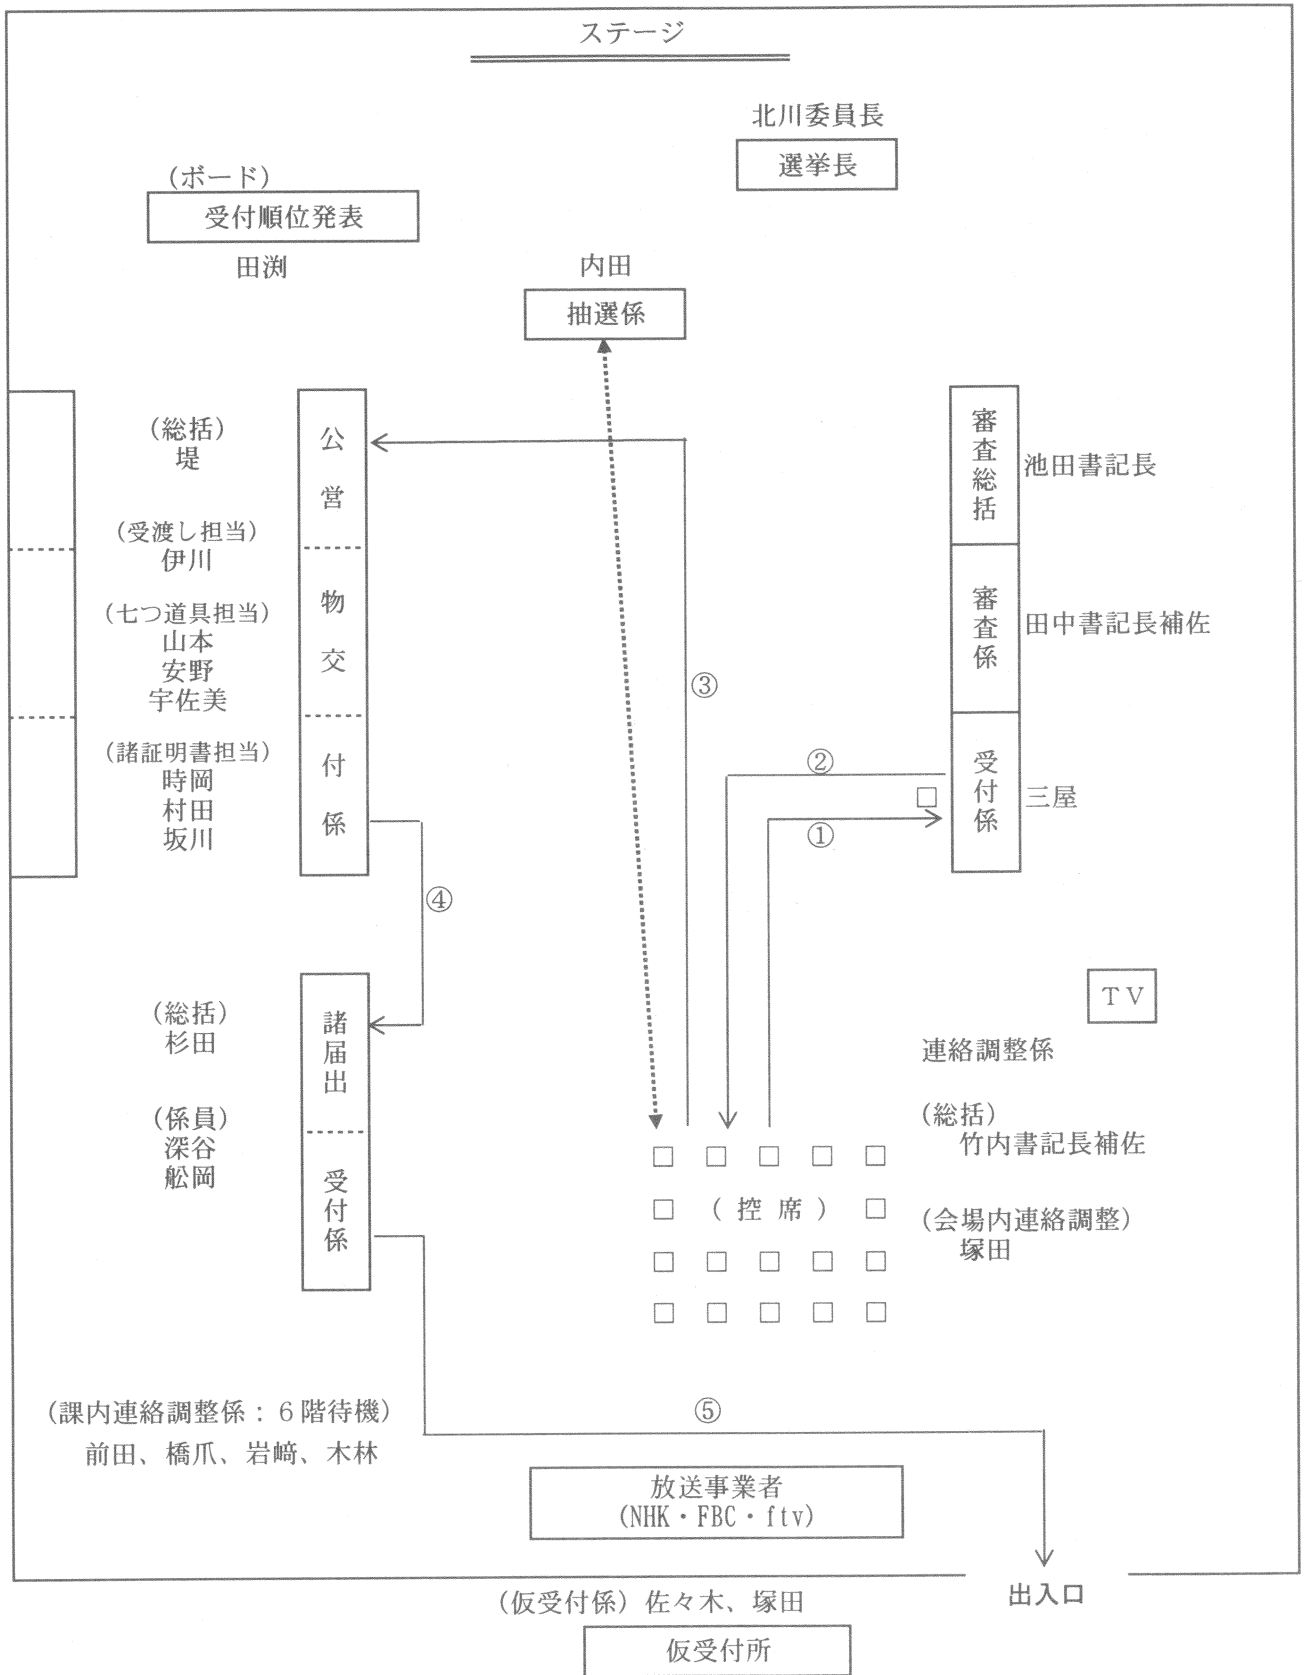 ステージ
北川委員長
選挙長
(ボード)
受付順位発表
田渕
内田
抽選係
(総括)
堤
(受渡し担当)
伊川
(七つ道具担当)
山本
安野
宇佐美
(諸証明書担当)
時岡
村田
坂川
公営物交付係
審査総括
池田書記長
審査係
田中書記長補佐
受付係
三屋
③
②
①
④
(総括)
杉田
(係員)
深谷
舩岡
諸届出受付係
TV
連絡調整係
(総括)
竹内書記長補佐
(会場内連絡調整)
塚田
□ □ □ □ □
□ (控席) □
□ □ □ □ □
□ □ □ □ □
(課内連絡調整係:6階待機)
前田、橋爪、岩﨑、木林
⑤
放送事業者
(NHK・FBC・ftv)
出入口
(仮受付係)佐々木、塚田
仮受付所